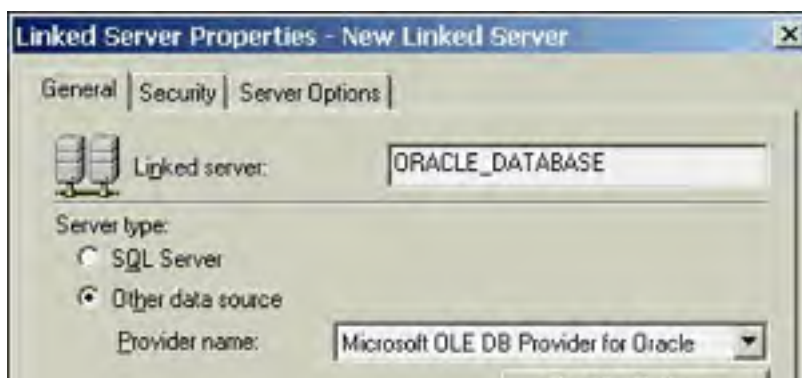 Linked Server Properties - New Linked Server
General Security Server Options
Linked server: ORACLE_DATABASE
Server type:
SQL Server
Other data source
Provider name: Microsoft OLE DB Provider for Oracle